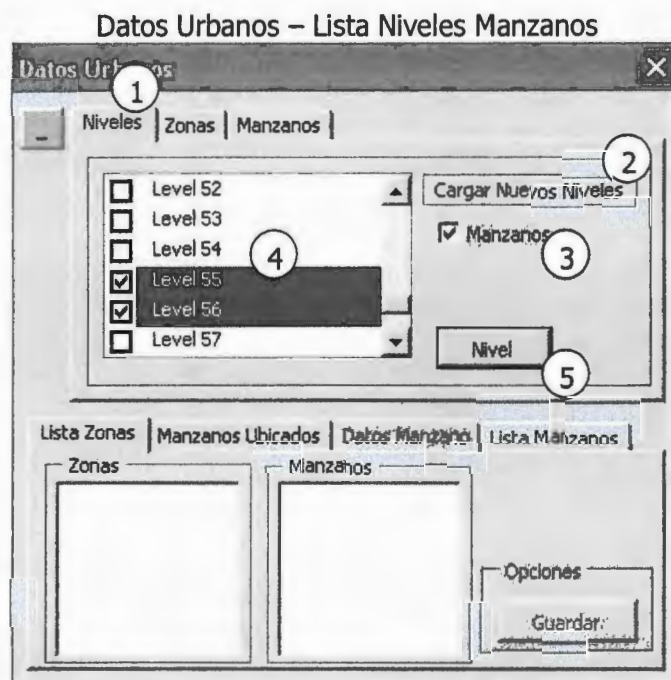 Datos Urbanos – Lista Niveles Manzanos
Datos Urbanos
1
_
Niveles Zonas Manzanos
2
Level 52
Cargar Nuevos Niveles
Level 53
Manzanos
Level 54
4
3
Level 55
Level 56
Level 57
Nivel
5
Lista Zonas Manzanos Ubicados Datos Manzano Lista Manzanos
Zonas Manzanos
Opciones
Guardar